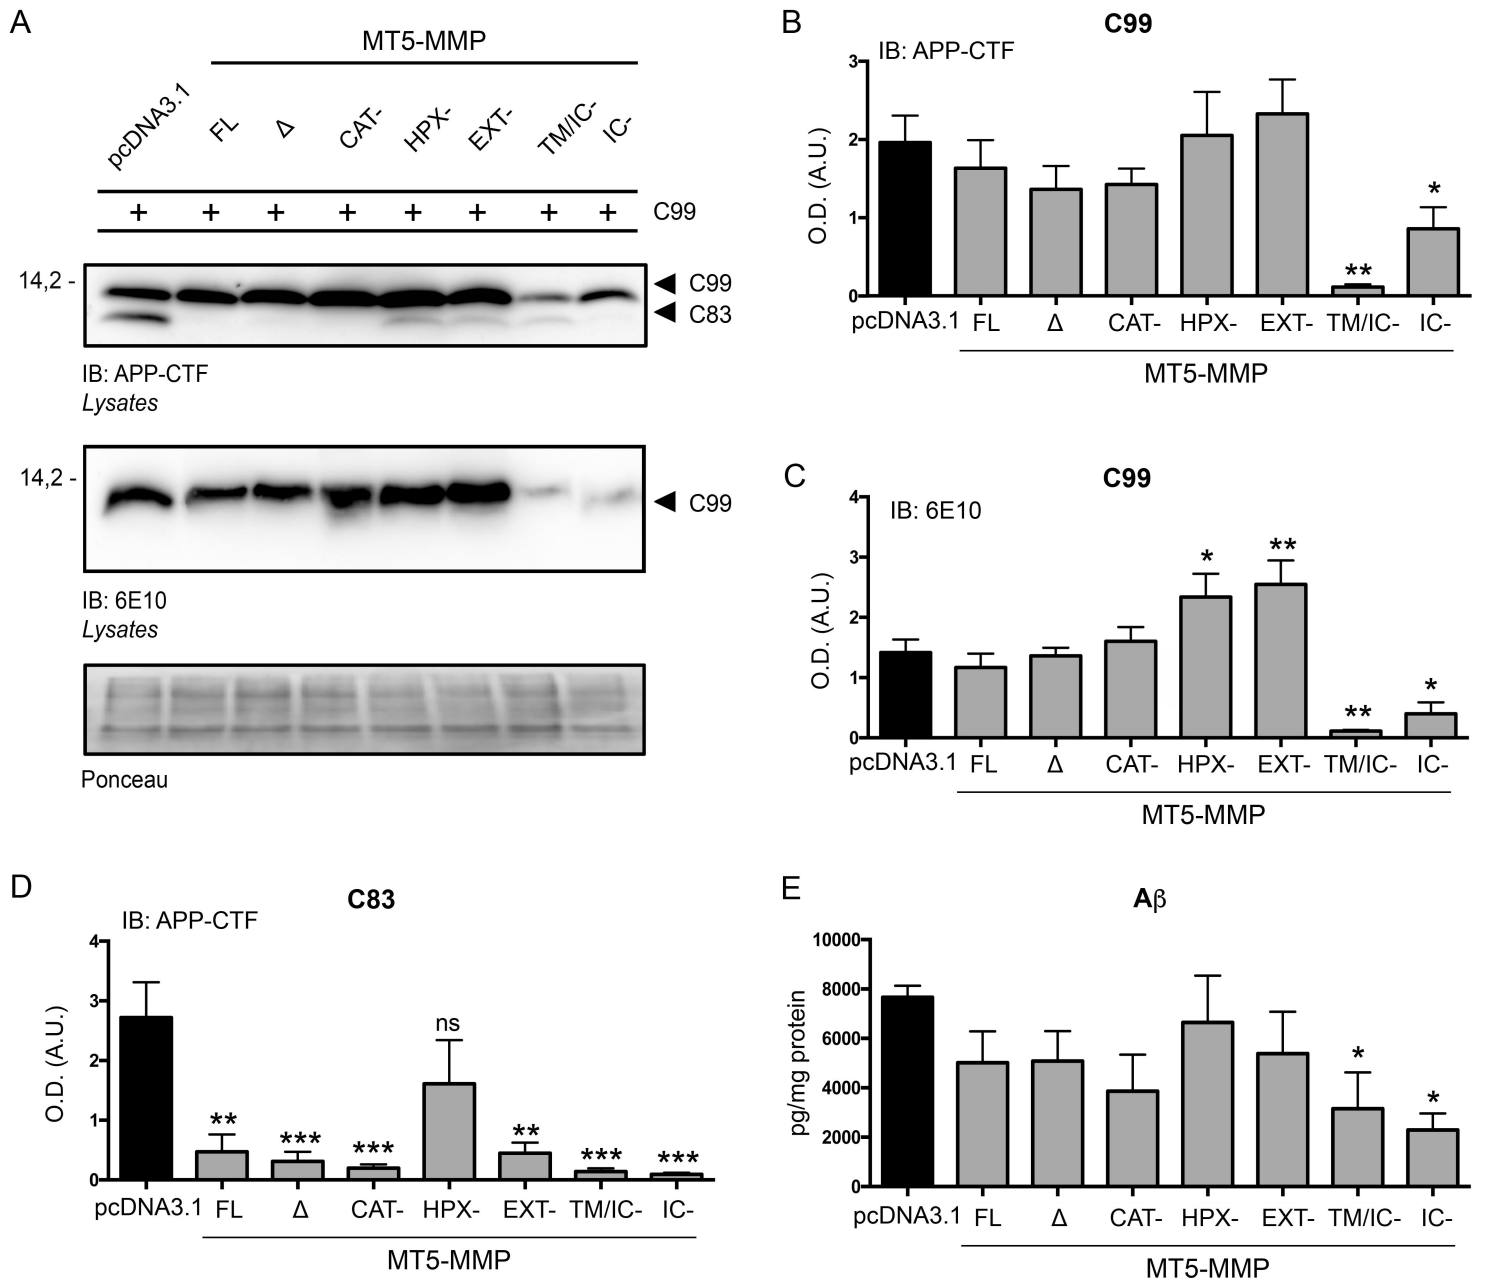 A
MT5-MMP
pcDNA3.1 FL Δ CAT- HPX- EXT- TM/IC- IC-
+ + + + + + + + C99
14,2 -
C99
C83
IB: APP-CTF
Lysates
14,2 -
C99
IB: 6E10
Lysates
Ponceau
B
C99
IB: APP-CTF
O.D. (A.U.)
3
2
1
0
**
*
pcDNA3.1 FL Δ CAT- HPX- EXT- TM/IC- IC-
MT5-MMP
C
C99
IB: 6E10
O.D. (A.U.)
4
3
2
1
0
*
**
**
*
pcDNA3.1 FL Δ CAT- HPX- EXT- TM/IC- IC-
MT5-MMP
D
C83
IB: APP-CTF
O.D. (A.U.)
4
3
2
1
0
**
***
***
ns
**
***
***
pcDNA3.1 FL Δ CAT- HPX- EXT- TM/IC- IC-
MT5-MMP
E
Aβ
pg/mg protein
10000
8000
6000
4000
2000
0
*
*
pcDNA3.1 FL Δ CAT- HPX- EXT- TM/IC- IC-
MT5-MMP